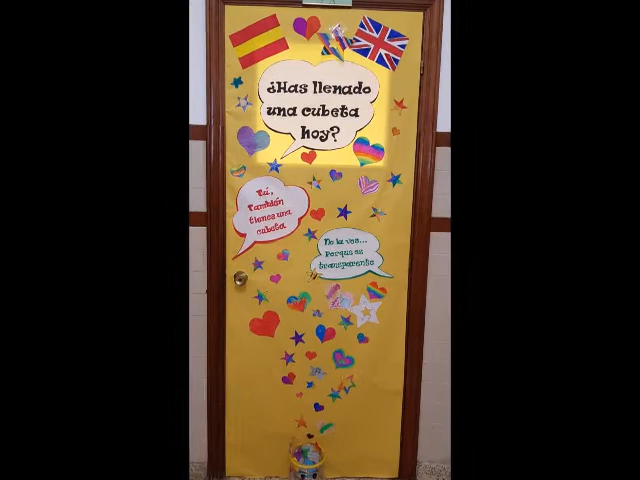 ¿Has llenado
una cubeta
hoy?
Tú,
También
tienes una
cubeta
No la ves...
Porque es
transparente